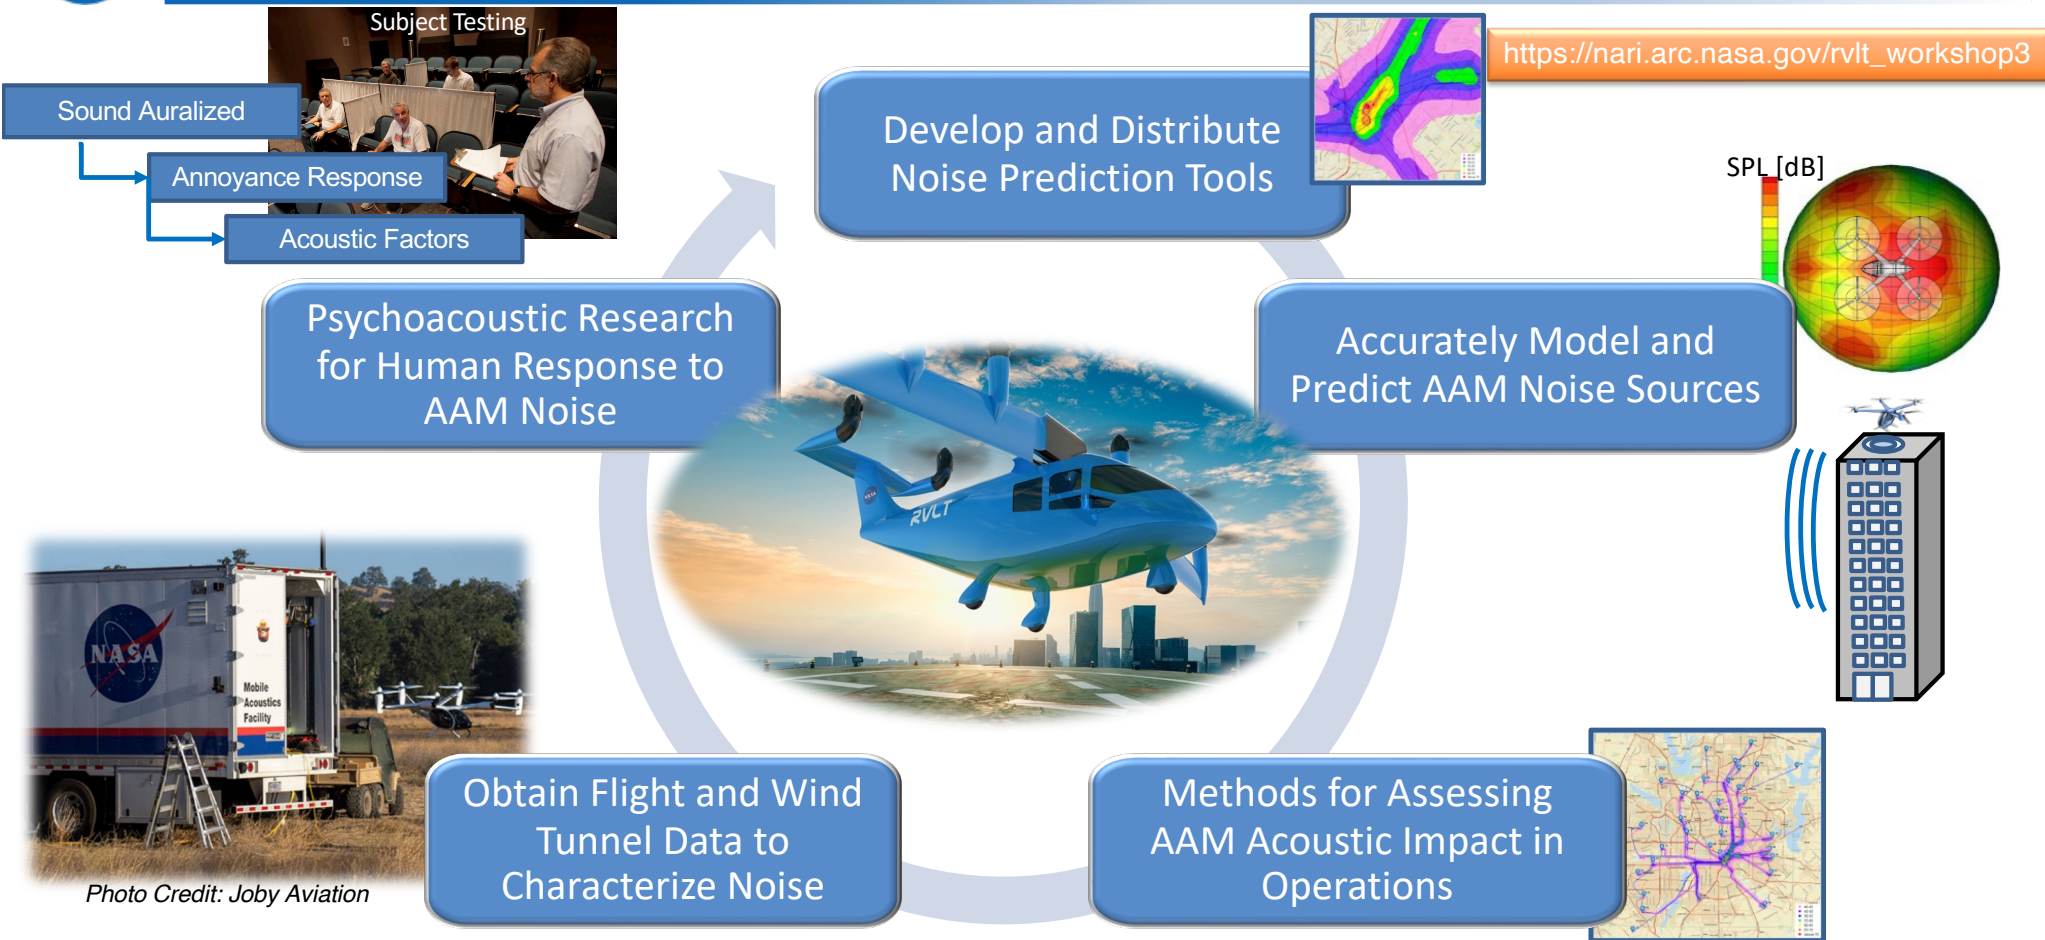 Subject Testing
https://nari.arc.nasa.gov/rvlt_workshop3
Sound Auralized
Annoyance Response
Acoustic Factors
Develop and Distribute
Noise Prediction Tools
SPL [dB]
Psychoacoustic Research
for Human Response to
AAM Noise
Accurately Model and
Predict AAM Noise Sources
NASA
RVLT
NASA
Mobile
Acoustics
Facility
Obtain Flight and Wind
Tunnel Data to
Characterize Noise
Methods for Assessing
AAM Acoustic Impact in
Operations
Photo Credit: Joby Aviation